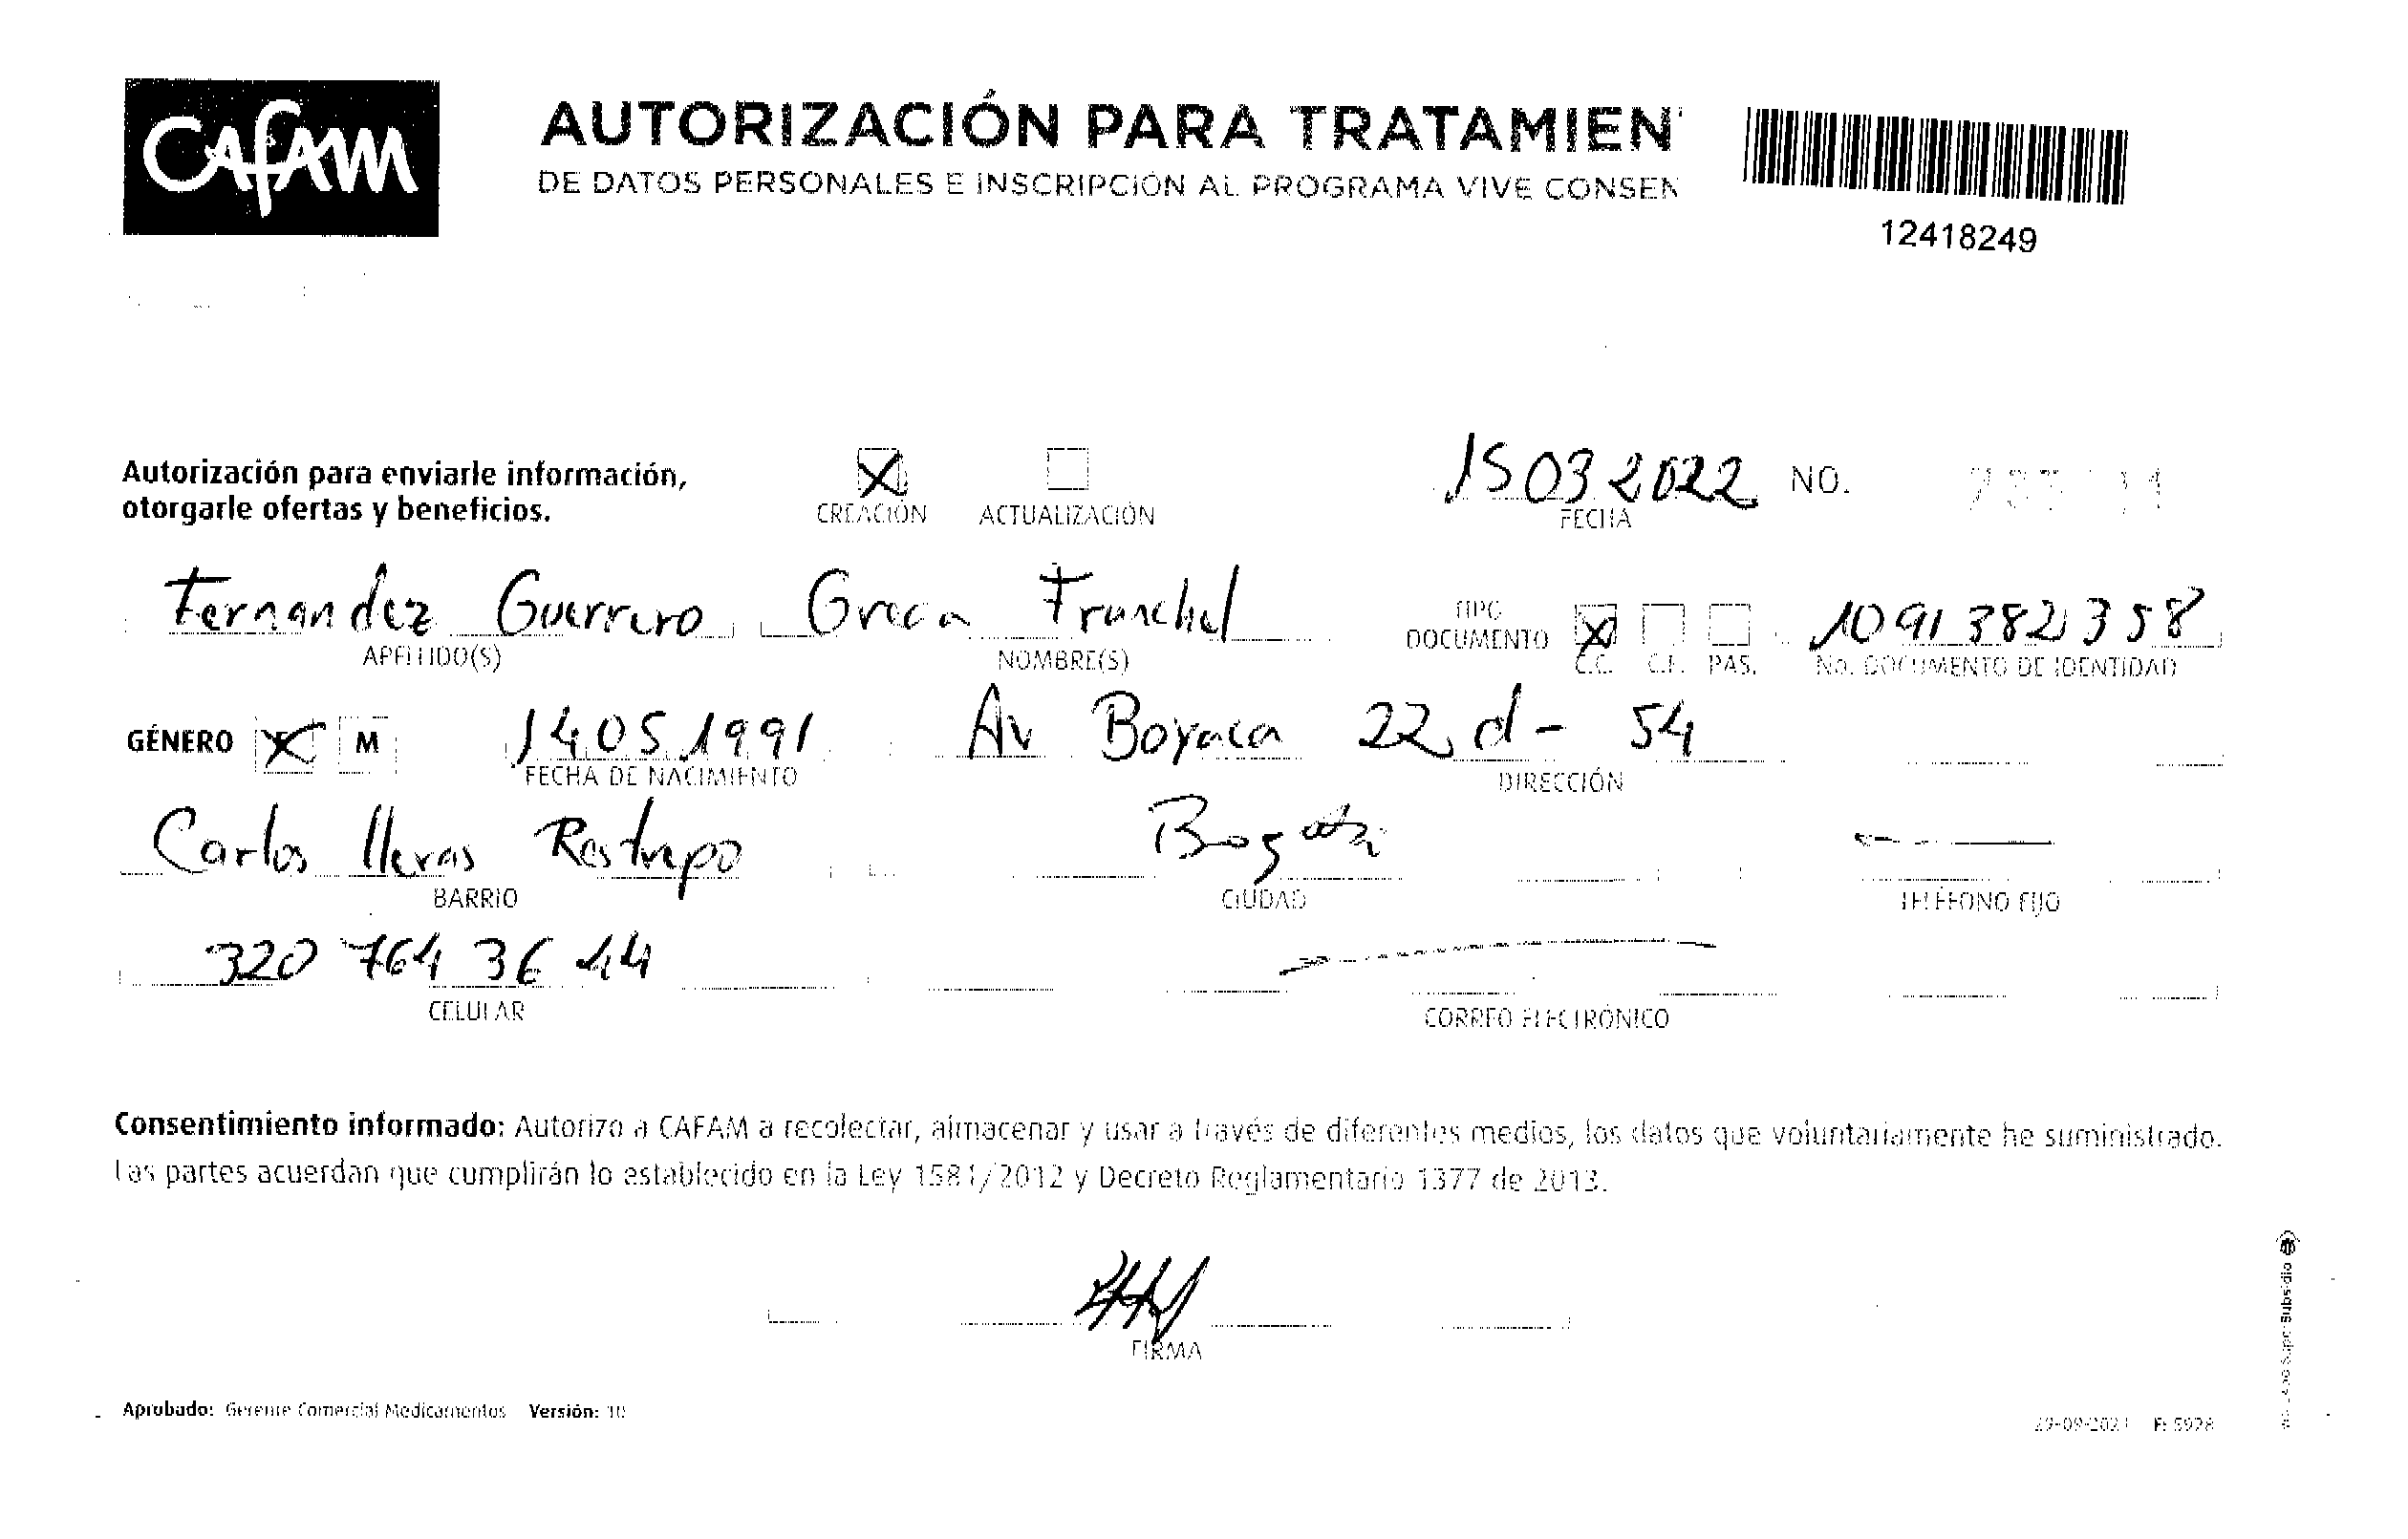 CAFAM
AUTORIZACIÓN PARA TRATAMIEN
DE DATOS PERSONALES E INSCRIPCIÓN AL PROGRAMA VIVE CONSEN
12418249
Autorización para enviarle información,
otorgarle ofertas y beneficios.
CREACIÓN ACTUALIZACIÓN
15 03 2022 NO.
FECHA
Fernandez Guerrero Greca Franchel
TIPO DOCUMENTO 1091382358
APELLIDO(S) NOMBRE(S) C.C. C.E. PAS. No. DOCUMENTO DE IDENTIDAD
GÉNERO M 14 05 1991 Av Boyaca 22 d - 54
FECHA DE NACIMIENTO DIRECCIÓN
Carlos lleras Restrepo Bogota
BARRIO CIUDAD TELÉFONO FIJO
320 764 36 44
CELULAR CORREO ELECTRÓNICO
Consentimiento informado: Autorizo a CAFAM a recolectar, almacenar y usar a través de diferentes medios, los datos que voluntariamente he suministrado.
Las partes acuerdan que cumplirán lo establecido en la Ley 1581/2012 y Decreto Reglamentario 1377 de 2013.
FIRMA
Aprobado: Gerente Comercial Medicamentos Versión: 10